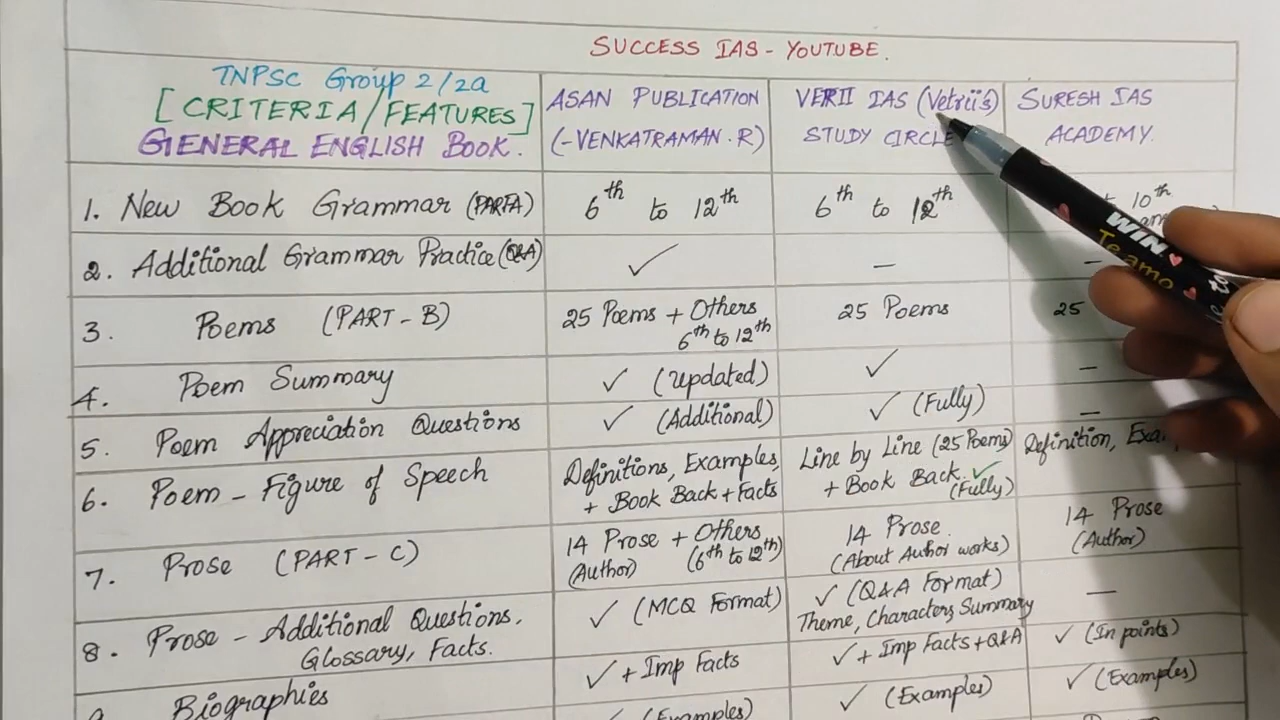 SUCCESS IAS - YOUTUBE.
TNPSC Group 2/2a
[CRITERIA/FEATURES]
GENERAL ENGLISH BOOK.
ASAN PUBLICATION
(-VENKATRAMAN.R)
VERII IAS (Vetrii's)
STUDY CIRCLE
SURESH IAS
ACADEMY.
1. New Book Grammar (PART A)
6th to 12th
6th to 12th
10th
2. Additional Grammar Practice (Q&A)
✓
—
—
3. Poems (PART-B)
25 Poems + Others
6th to 12th
25 Poems
25
4. Poem Summary
✓ (Updated)
✓
—
5. Poem Appreciation Questions
✓ (Additional)
✓ (Fully)
—
6. Poem - Figure of Speech
Definitions, Examples,
+ Book Back + Facts
Line by Line (25 Poems)
+ Book Back. ✓
(Fully)
Definition,
7. Prose (PART-C)
14 Prose + Others
(Author) (6th to 12th)
14 Prose.
(About Author works)
14 Prose
(Author)
8. Prose - Additional Questions,
Glossary, Facts.
✓ (MCQ Format)
✓ (Q&A Format)
Theme, Characters Summary
—
Biographies
✓ + Imp Facts
✓ + Imp Facts + Q&A
✓ (In points)
(Examples)
✓ (Examples)
✓ (Examples)
WIN
Te amo